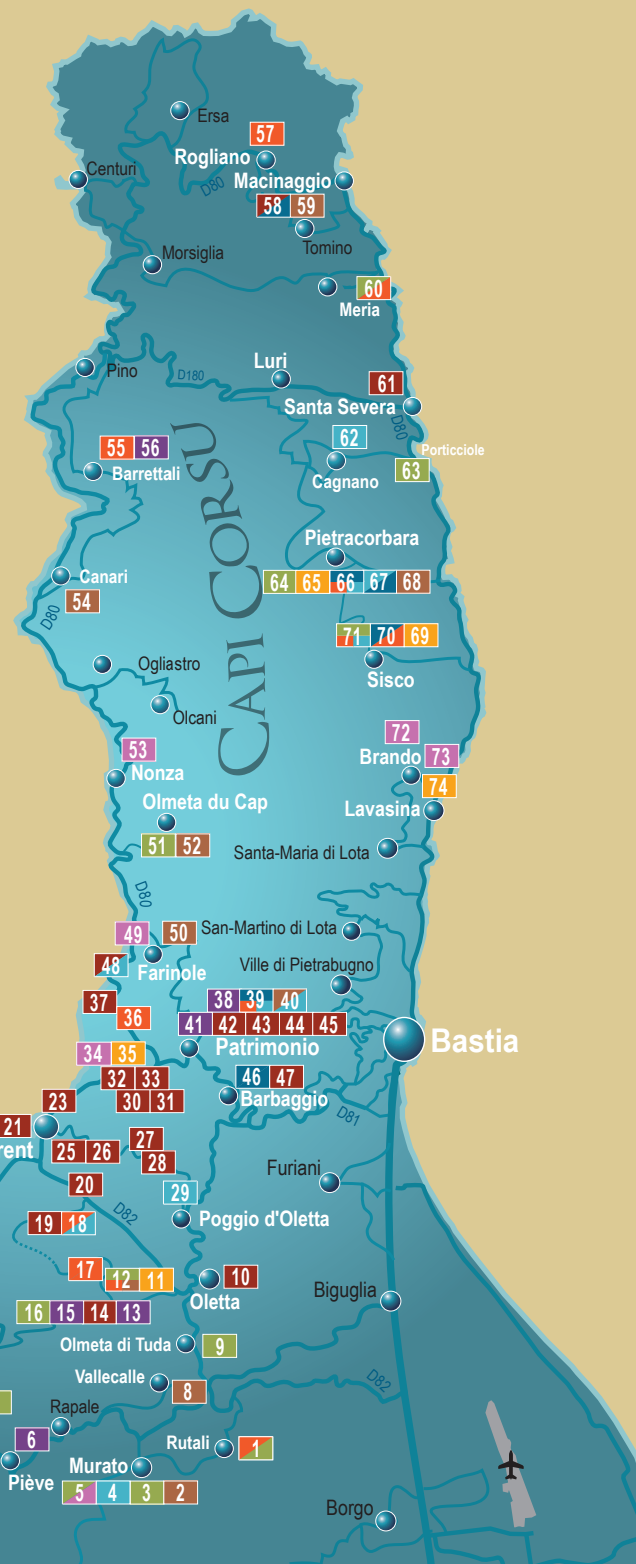 Ersa
57
Rogliano
Centuri
D80
Macinaggio
58 59
Tomino
Morsiglia
60
Meria
Luri
Pino
D180
61
Santa Severa
D80
62
Porticciole
55 56
Barrettali
Cagnano
63
CAPI CORSU
Pietracorbara
Canari
64 65 66 67 68
54
D80
71 70 69
Ogliastro
Sisco
Olcani
72
53
Brando 73
Nonza
74
Olmeta du Cap
Lavasina
51 52
Santa-Maria di Lota
D80
49 50
San-Martino di Lota
48
Farinole
Ville di Pietrabugno
37
38 39 40
36
41 42 43 44 45
Bastia
Patrimonio
34 35
32 33
46 47
23
30 31
Barbaggio
21
D81
rent
27
25 26
28
Furiani
20
29
D82
19 18
Poggio d'Oletta
17
12 11
10
Oletta
Biguglia
16 15 14 13
Olmeta di Tuda
9
Vallecalle
8
D82
Rapale
6
Rutali
1
Piève
Murato
5 4 3 2
Borgo